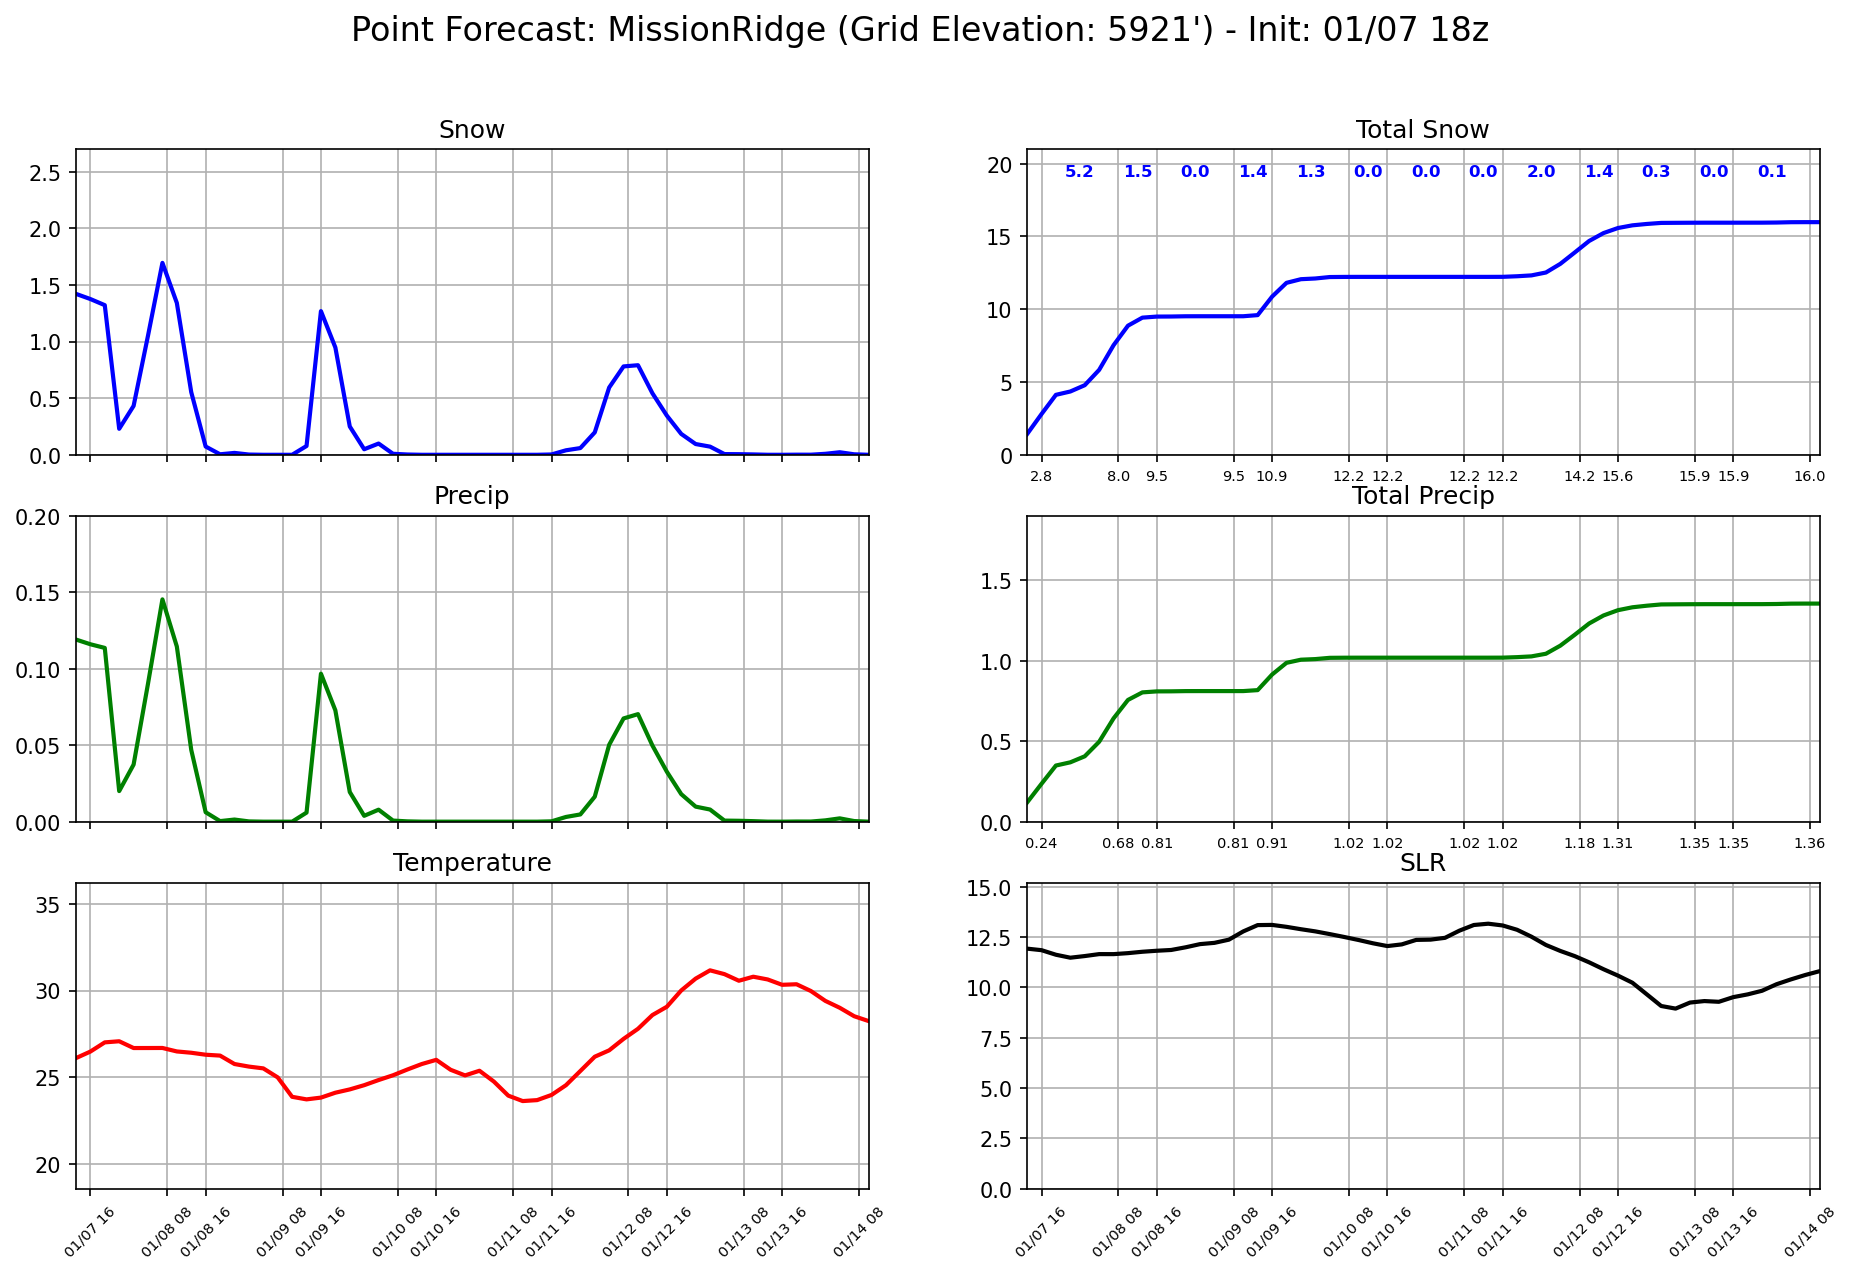 Point Forecast: MissionRidge (Grid Elevation: 5921') - Init: 01/07 18z
Snow
2.5
2.0
1.5
1.0
0.5
0.0
Total Snow
20
15
10
5
0
5.2 1.5 0.0 1.4 1.3 0.0 0.0 0.0 2.0 1.4 0.3 0.0 0.1
2.8 8.0 9.5 9.5 10.9 12.2 12.2 12.2 12.2 14.2 15.6 15.9 15.9 16.0
Precip
0.20
0.15
0.10
0.05
0.00
Total Precip
1.5
1.0
0.5
0.0
0.24 0.68 0.81 0.81 0.91 1.02 1.02 1.02 1.02 1.18 1.31 1.35 1.35 1.36
Temperature
35
30
25
20
01/07 16 01/08 08 01/08 16 01/09 08 01/09 16 01/10 08 01/10 16 01/11 08 01/11 16 01/12 08 01/12 16 01/13 08 01/13 16 01/14 08
SLR
15.0
12.5
10.0
7.5
5.0
2.5
0.0
01/07 16 01/08 08 01/08 16 01/09 08 01/09 16 01/10 08 01/10 16 01/11 08 01/11 16 01/12 08 01/12 16 01/13 08 01/13 16 01/14 08